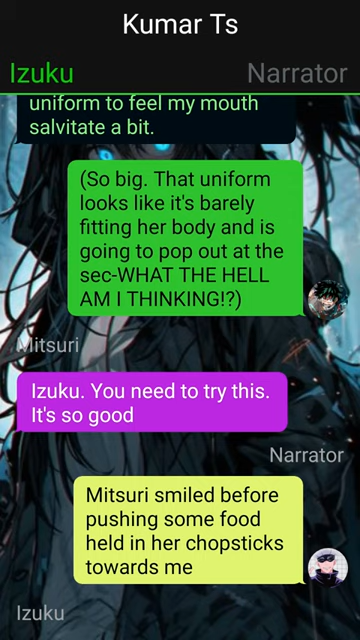 Kumar Ts
Izuku Narrator
uniform to feel my mouth
salvitate a bit.
(So big. That uniform
looks like it's barely
fitting her body and is
going to pop out at the
sec-WHAT THE HELL
AM I THINKING!?)
Mitsuri
Izuku. You need to try this.
It's so good
Narrator
Mitsuri smiled before
pushing some food
held in her chopsticks
towards me
Izuku